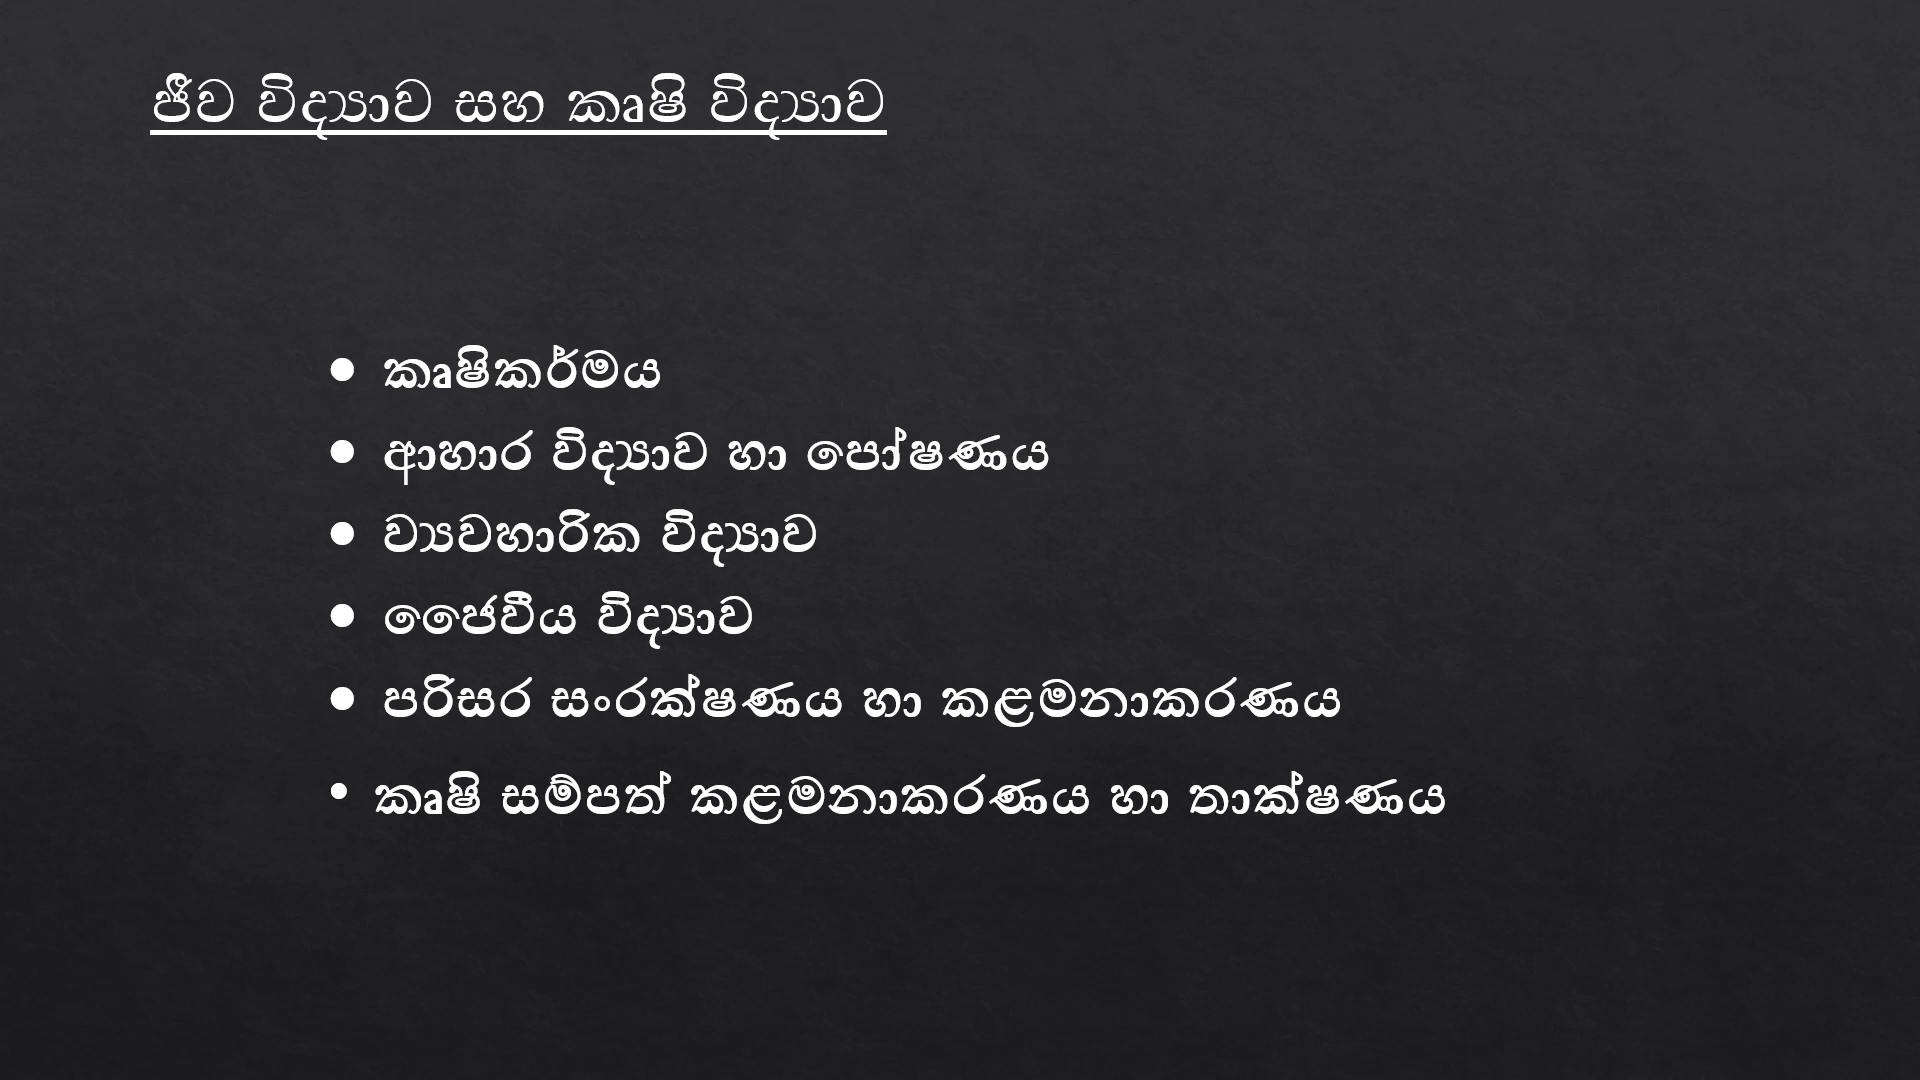 ජීව විද්‍යාව සහ කෘෂි විද්‍යාව
• කෘෂිකර්මය
• ආහාර විද්‍යාව හා පෝෂණය
• ව්‍යවහාරික විද්‍යාව
• ජෛවීය විද්‍යාව
• පරිසර සංරක්ෂණය හා කළමනාකරණය
• කෘෂි සම්පත් කළමනාකරණය හා තාක්ෂණය